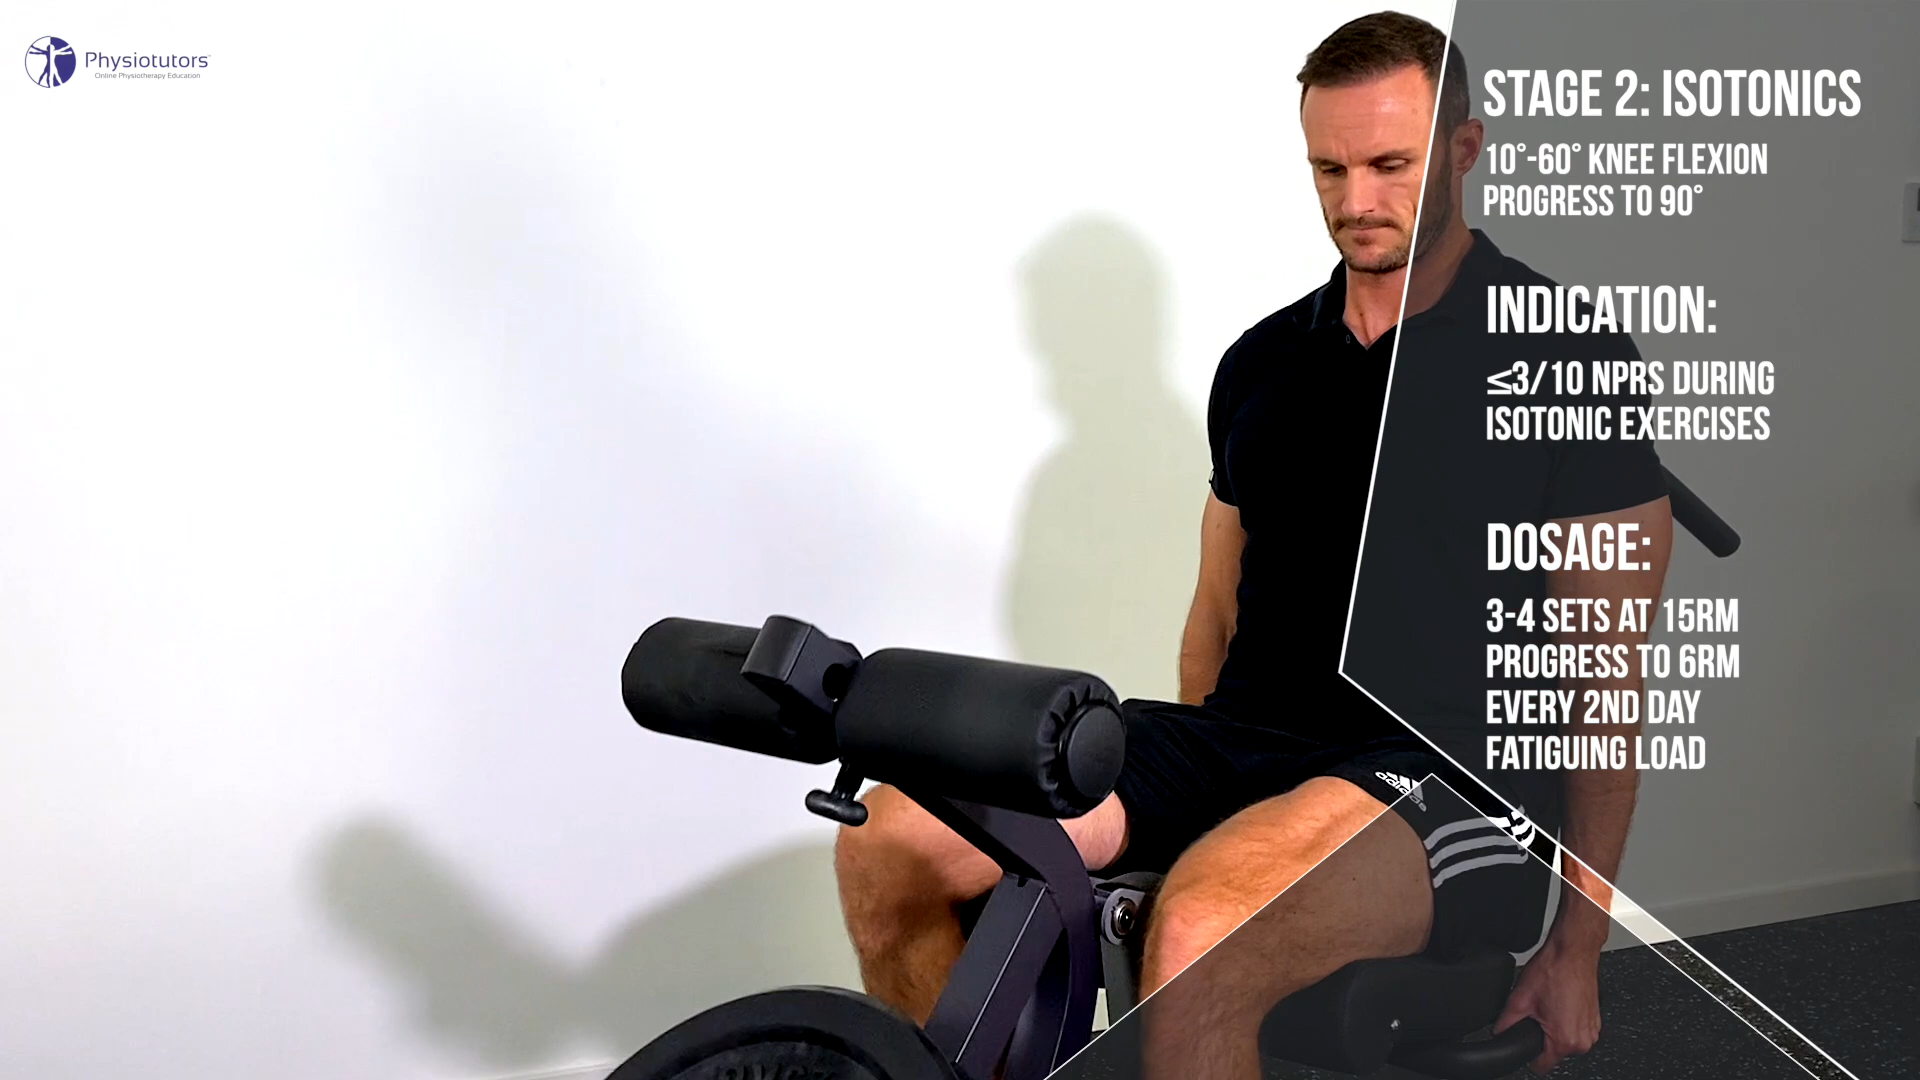 Physiotutors
Online Physiotherapy Education
STAGE 2: ISOTONICS
10°-60° KNEE FLEXION
PROGRESS TO 90°
INDICATION:
≤3/10 NPRS DURING
ISOTONIC EXERCISES
DOSAGE:
3-4 SETS AT 15RM
PROGRESS TO 6RM
EVERY 2ND DAY
FATIGUING LOAD
adidas